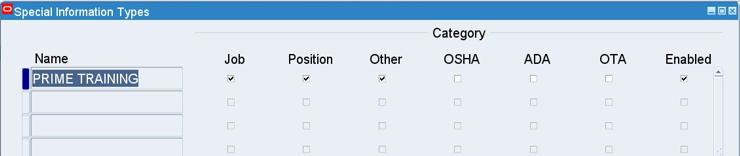 Special Information Types
Category
Name Job Position Other OSHA ADA OTA Enabled
PRIME TRAINING